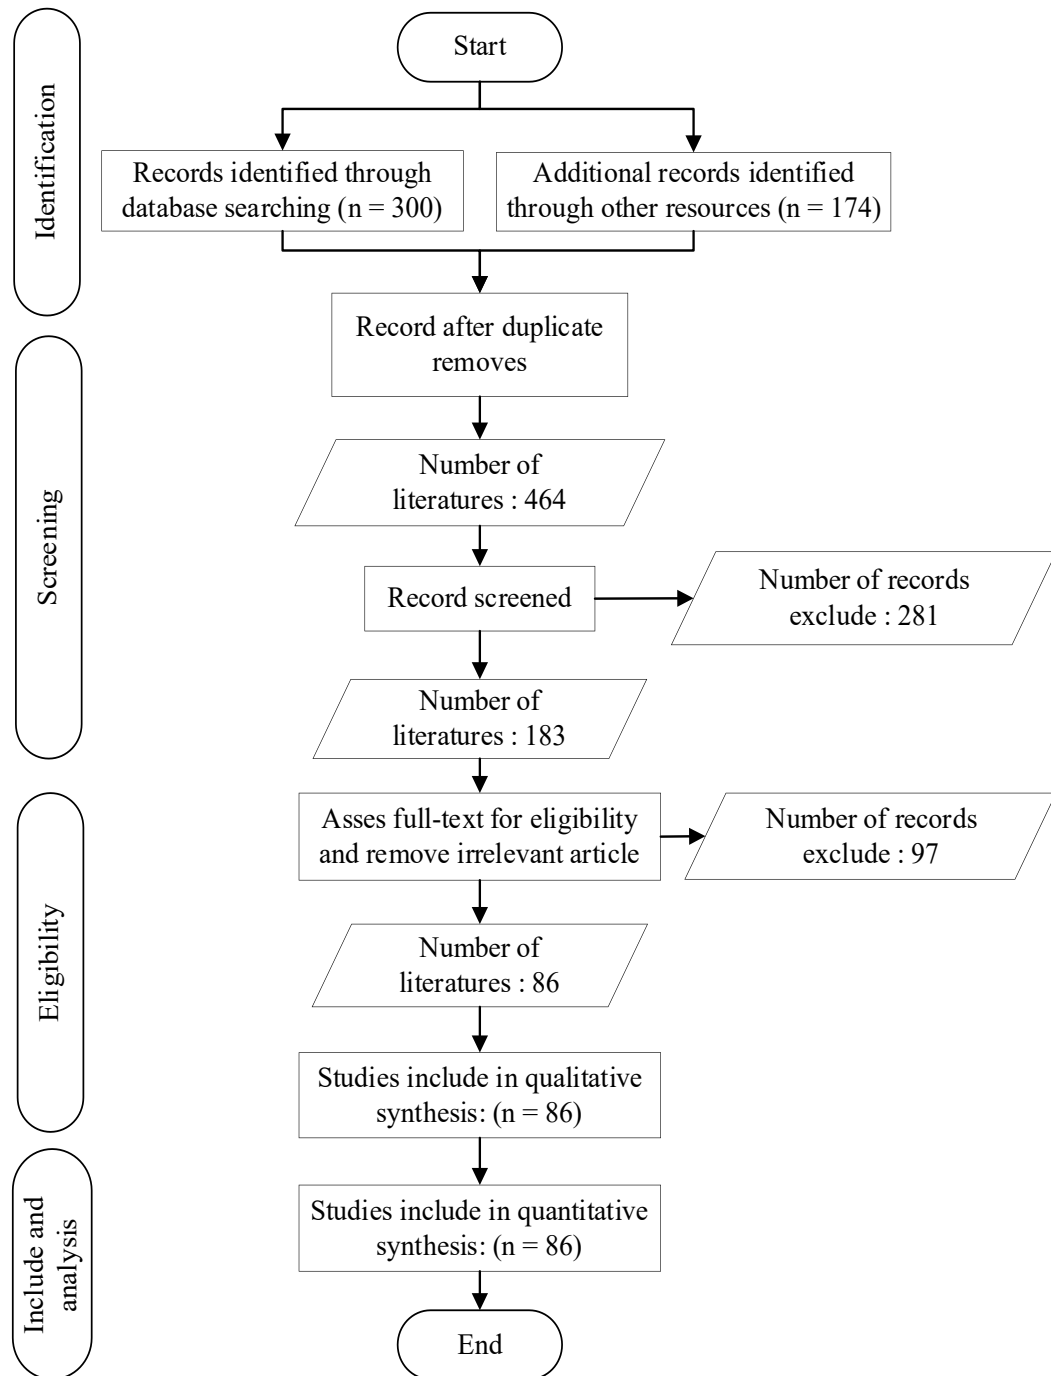 Identification
Start
Records identified through
database searching (n = 300)
Additional records identified
through other resources (n = 174)
Record after duplicate
removes
Screening
Number of
literatures : 464
Record screened
Number of records
exclude : 281
Number of
literatures : 183
Eligibility
Asses full-text for eligibility
and remove irrelevant article
Number of records
exclude : 97
Number of
literatures : 86
Studies include in qualitative
synthesis: (n = 86)
Include and
analysis
Studies include in quantitative
synthesis: (n = 86)
End